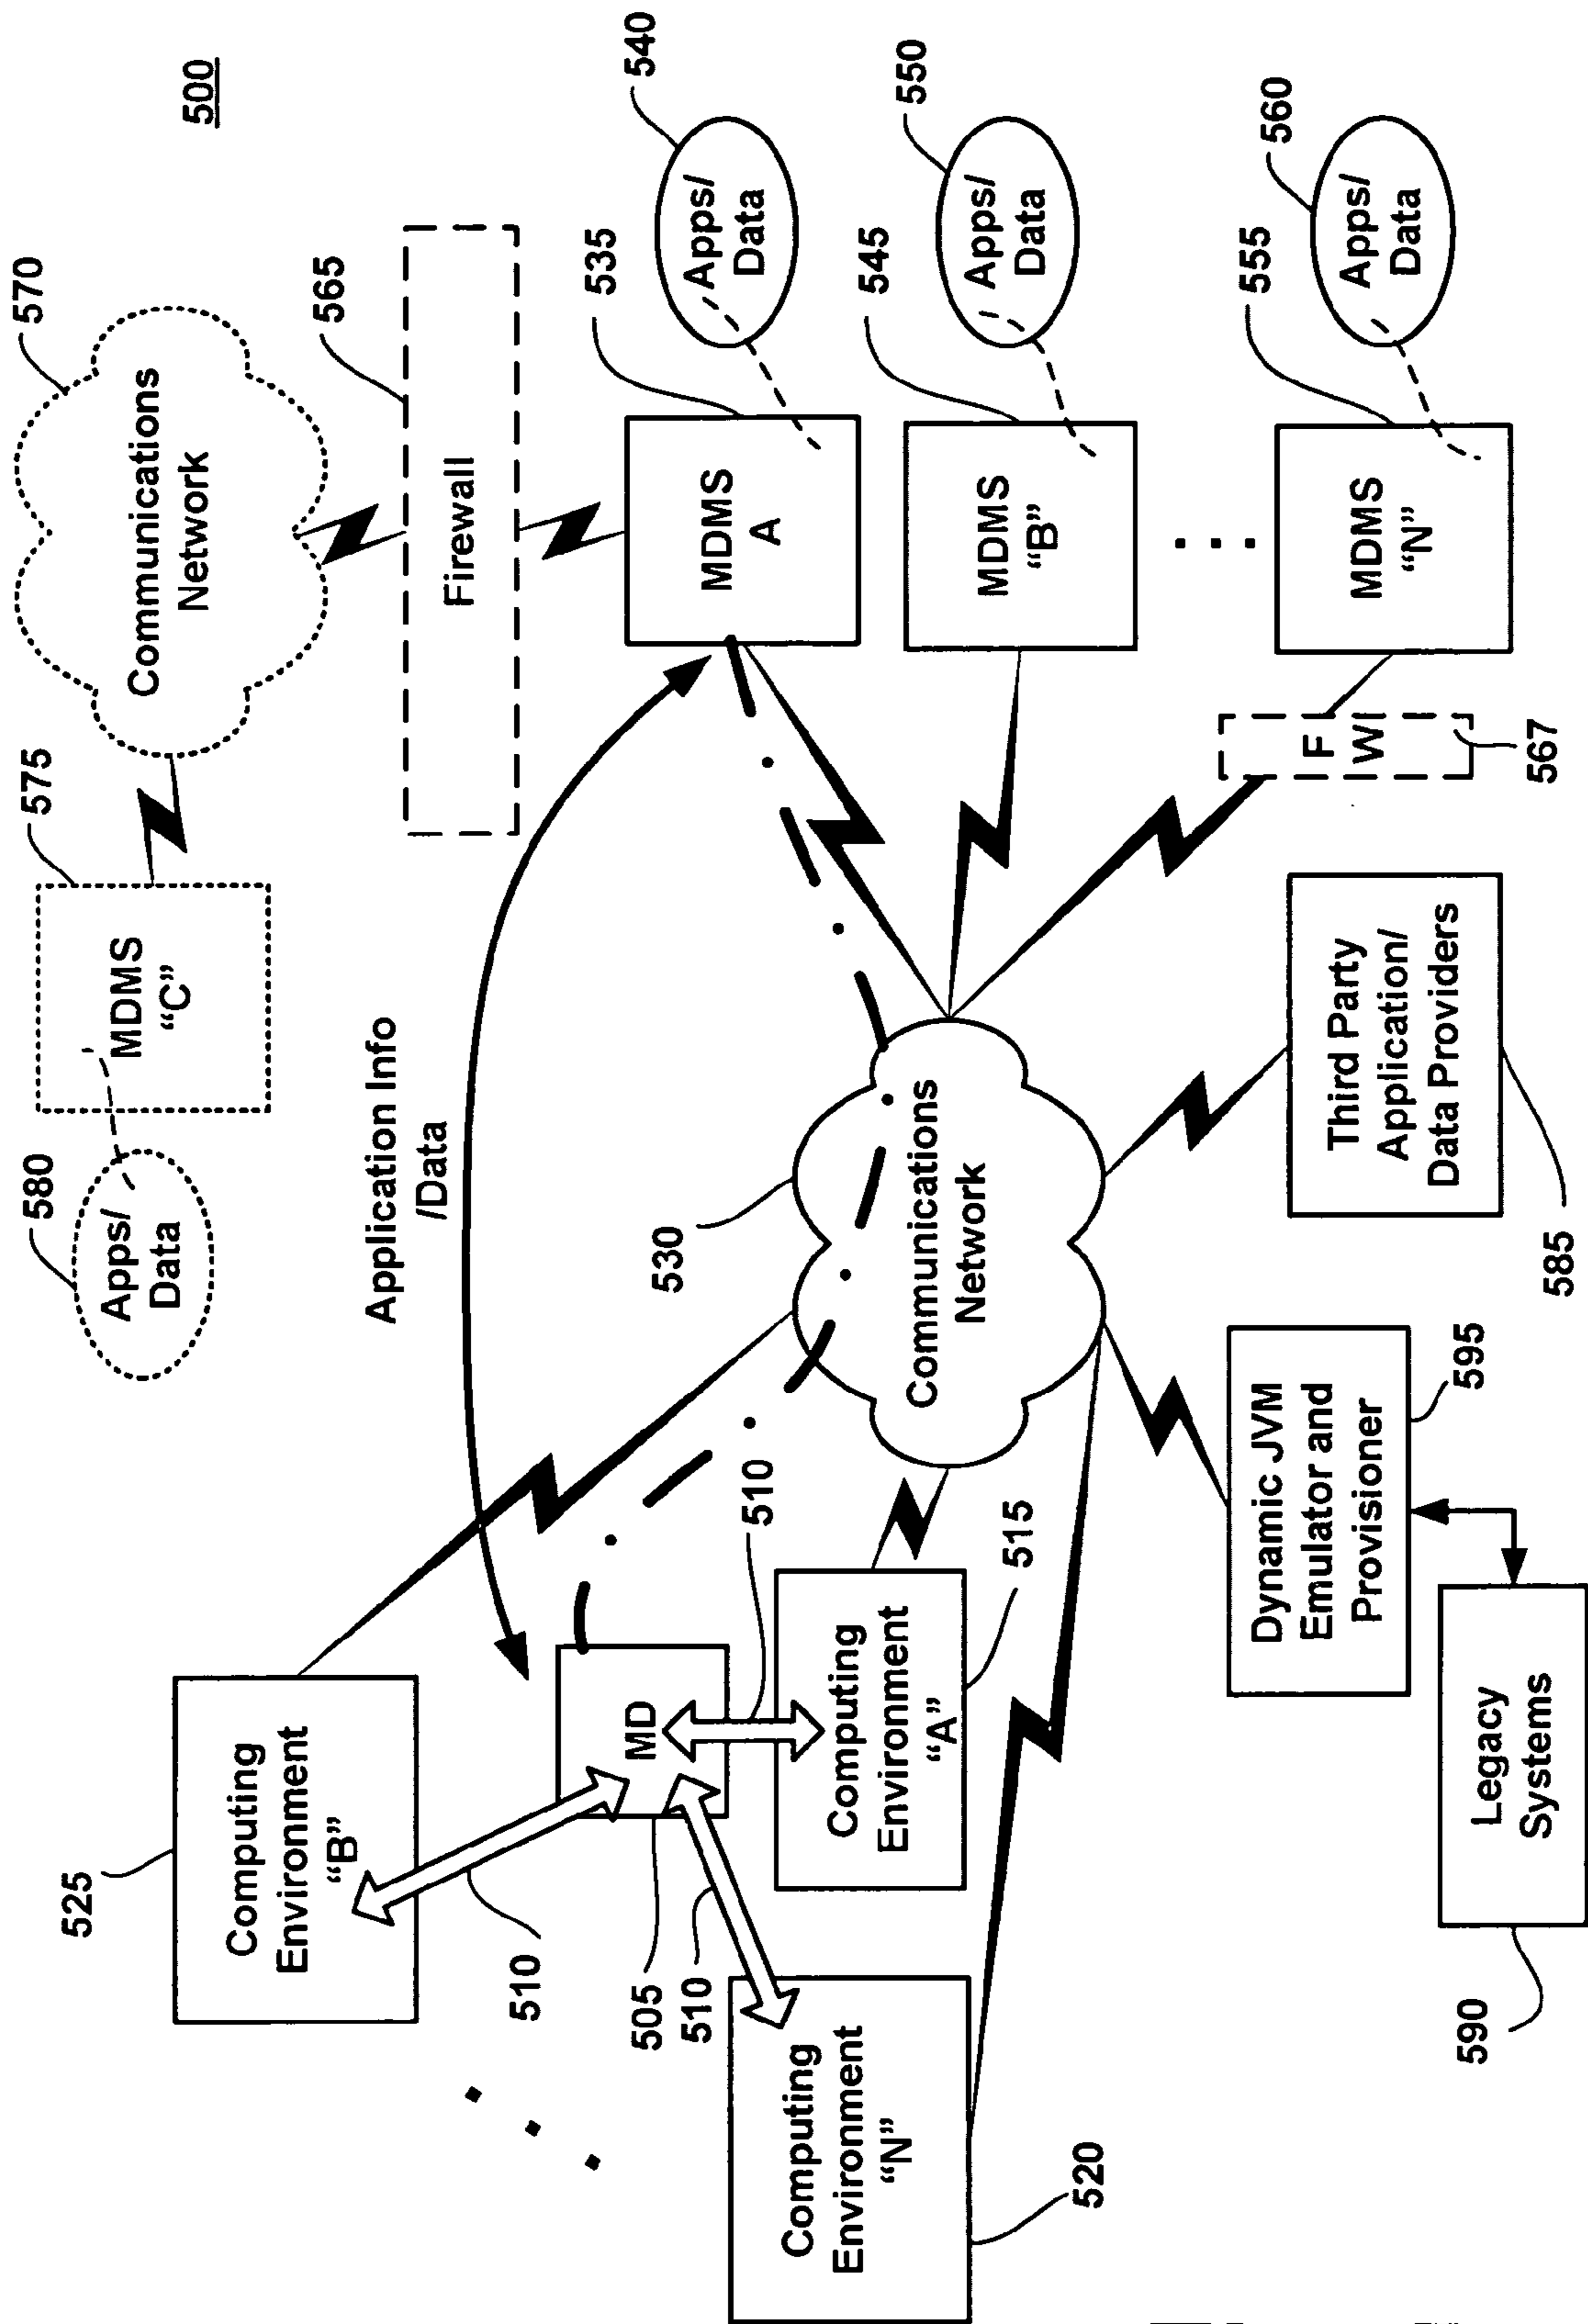 500
570
Communications
Network
575
MDMS
"C"
580
Apps/
Data
565
Firewall
Application Info
/Data
535
MDMS
A
540
Apps/
Data
545
MDMS
"B"
550
Apps/
Data
555
MDMS
"N"
560
Apps/
Data
F
WI
567
525
Computing
Environment
"B"
510
505
MD
510
510
Computing
Environment
"A"
515
Computing
Environment
"N"
520
530
Communications
Network
Third Party
Application/
Data Providers
585
Dynamic JVM
Emulator and
Provisioner
595
Legacy
Systems
590